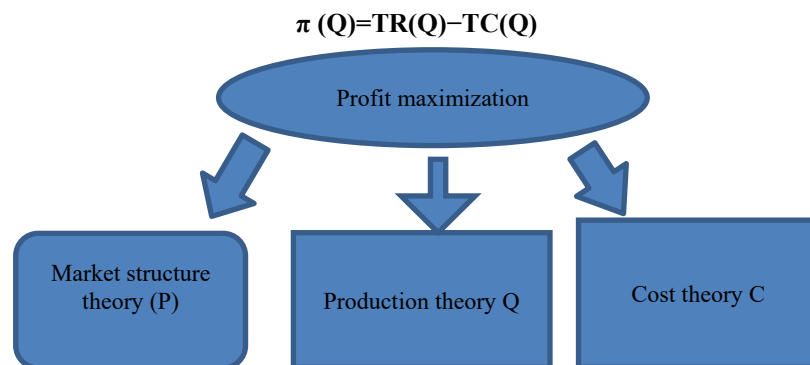 π (Q)=TR(Q)−TC(Q)
Profit maximization
Market structure
theory (P)
Production theory Q
Cost theory C